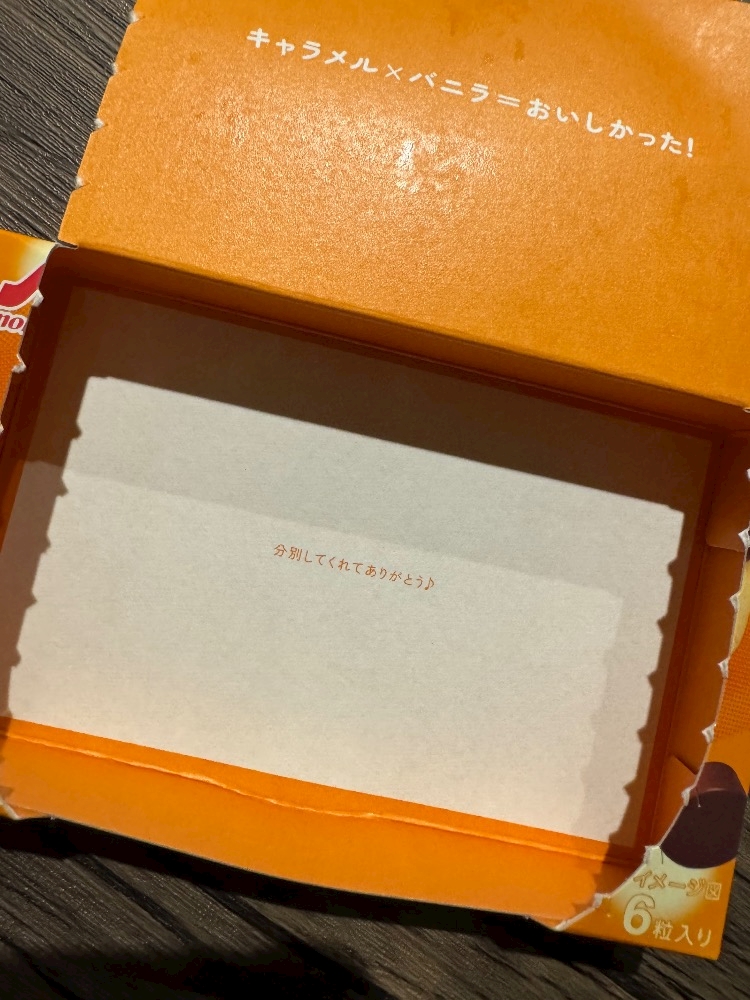 キャラメル×バニラ=おいしかった!
no.
分別してくれてありがとう♪
イメージ図
6粒入り